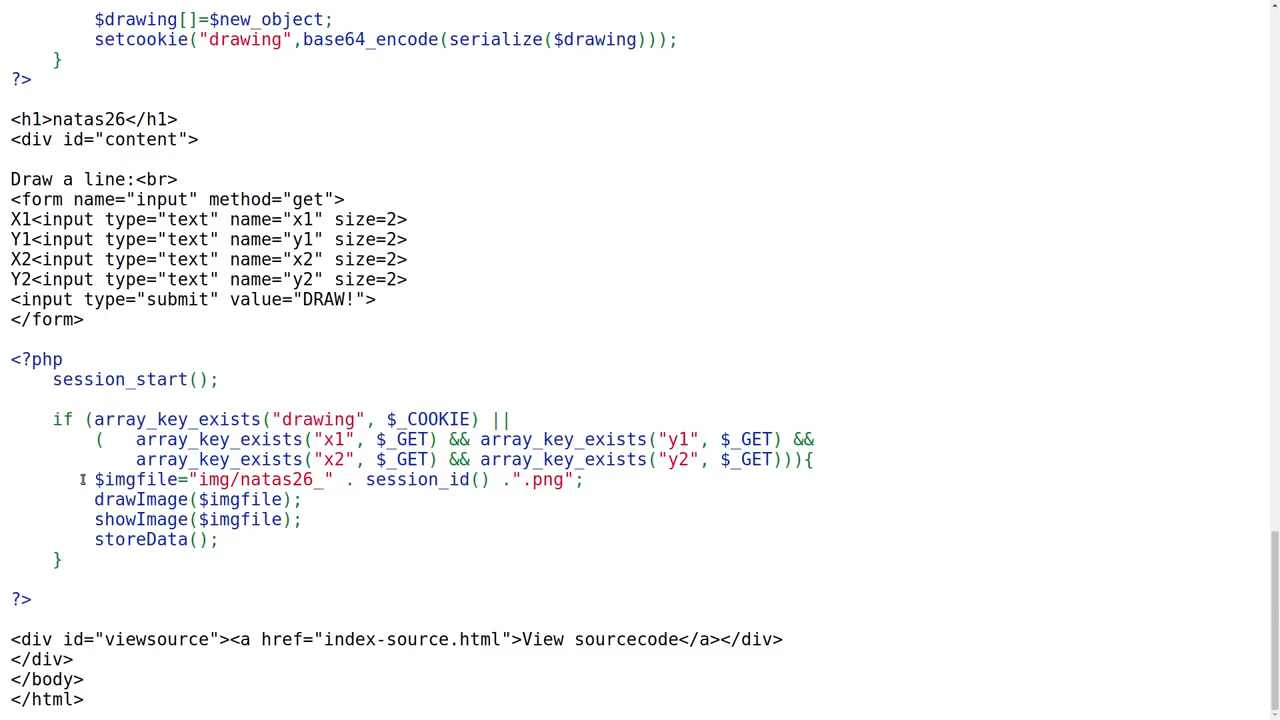 $drawing[]=$new_object;
        setcookie("drawing",base64_encode(serialize($drawing)));
    }
?>

<h1>natas26</h1>
<div id="content">

Draw a line:<br>
<form name="input" method="get">
X1<input type="text" name="x1" size=2>
Y1<input type="text" name="y1" size=2>
X2<input type="text" name="x2" size=2>
Y2<input type="text" name="y2" size=2>
<input type="submit" value="DRAW!">
</form>

<?php
    session_start();

    if (array_key_exists("drawing", $_COOKIE) ||
        (   array_key_exists("x1", $_GET) && array_key_exists("y1", $_GET) &&
            array_key_exists("x2", $_GET) && array_key_exists("y2", $_GET))){
        $imgfile="img/natas26_" . session_id() .".png";
        drawImage($imgfile);
        showImage($imgfile);
        storeData();
    }

?>

<div id="viewsource"><a href="index-source.html">View sourcecode</a></div>
</div>
</body>
</html>